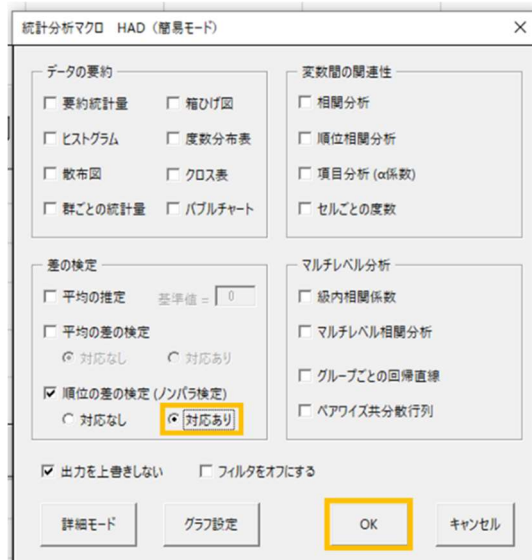 統計分析マクロ HAD (簡易モード)
データの要約
要約統計量 箱ひげ図
ヒストグラム 度数分布表
散布図 クロス表
群ごとの統計量 バブルチャート
変数間の関連性
相関分析
順位相関分析
項目分析 (α係数)
セルごとの度数
差の検定
平均の推定 基準値 = 0
平均の差の検定
対応なし 対応あり
順位の差の検定 (ノンパラ検定)
対応なし 対応あり
マルチレベル分析
級内相関係数
マルチレベル相関分析
グループごとの回帰直線
ペアワイズ共分散行列
出力を上書きしない フィルタをオフにする
詳細モード グラフ設定 OK キャンセル